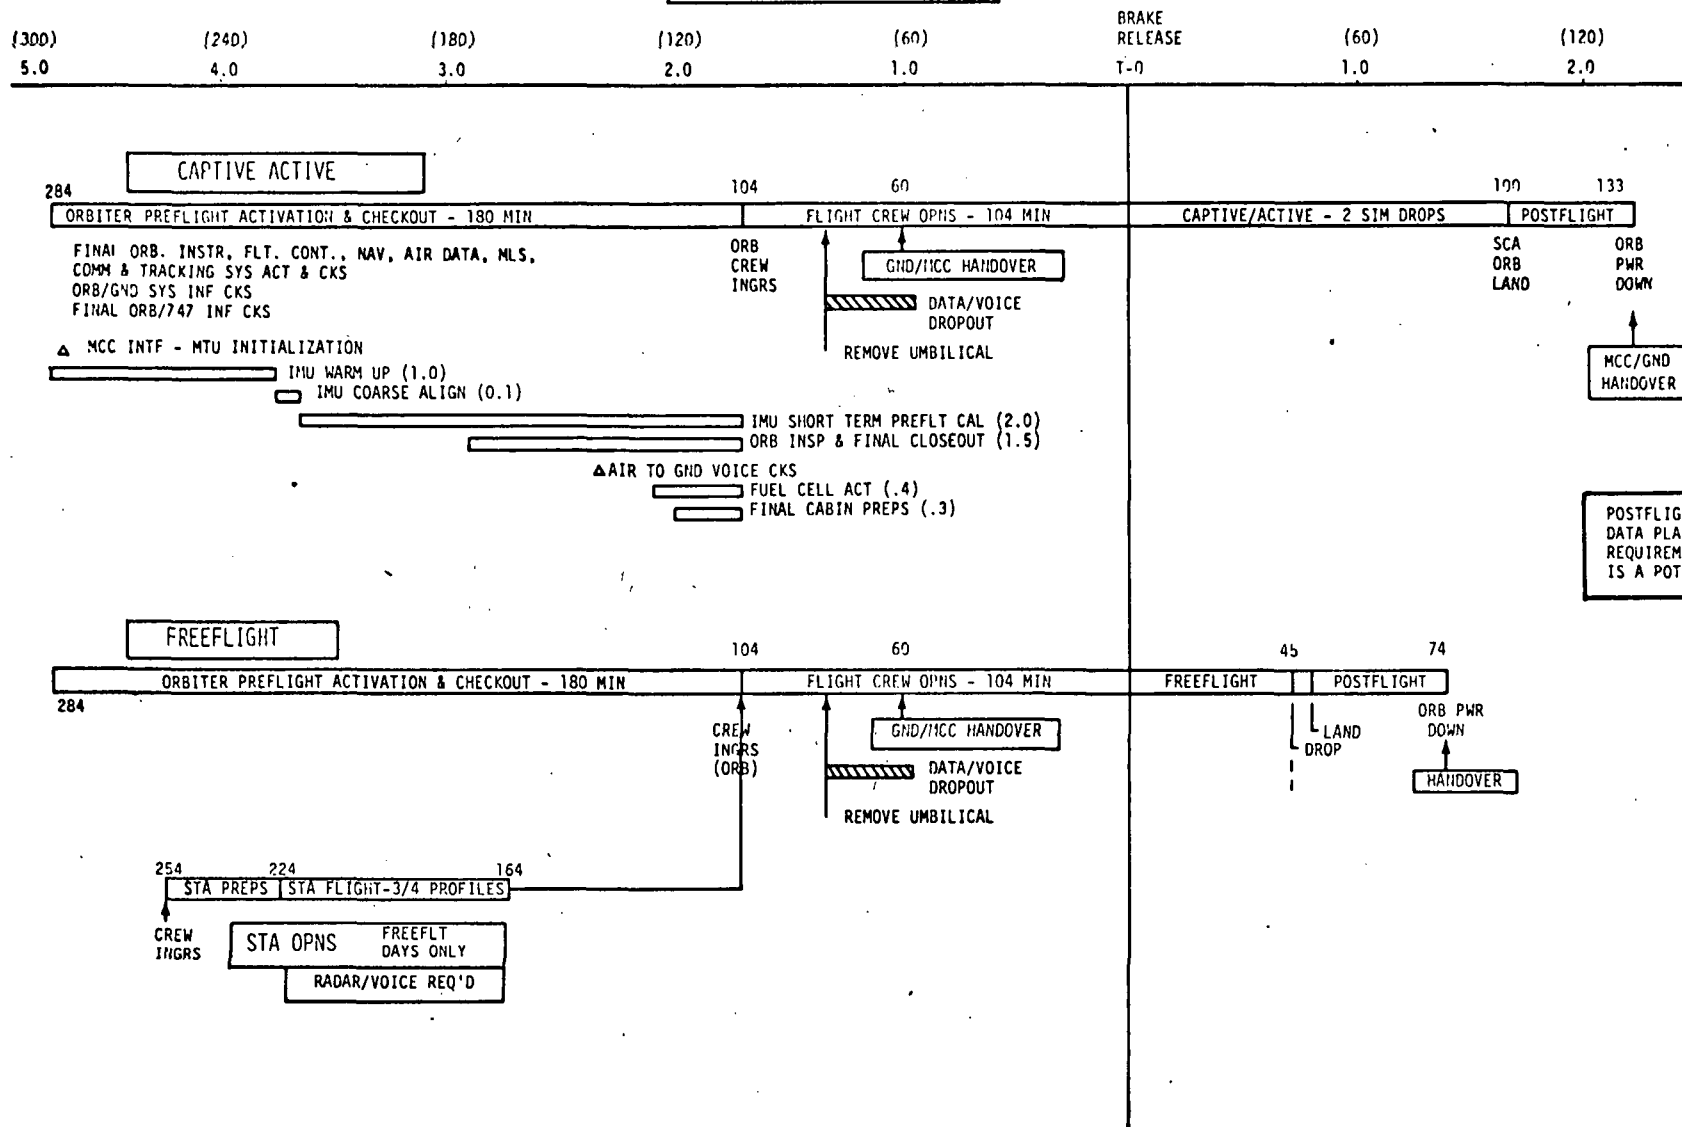 BRAKE
RELEASE
(300) (240) (180) (120) (60) (60) (120)
5.0 4.0 3.0 2.0 1.0 T-0 1.0 2.0
CAPTIVE ACTIVE
284 104 60 100 133
ORBITER PREFLIGHT ACTIVATION & CHECKOUT - 180 MIN FLIGHT CREW OPNS - 104 MIN CAPTIVE/ACTIVE - 2 SIM DROPS POSTFLIGHT
FINAL ORB. INSTR, FLT. CONT., NAV, AIR DATA, MLS,
COMM & TRACKING SYS ACT & CKS
ORB/GND SYS INF CKS
FINAL ORB/747 INF CKS
ORB
CREW
INGRS
GND/MCC HANDOVER
DATA/VOICE
DROPOUT
REMOVE UMBILICAL
SCA
ORB
LAND
ORB
PWR
DOWN
MCC/GND
HANDOVER
MCC INTF - MTU INITIALIZATION
IMU WARM UP (1.0)
IMU COARSE ALIGN (0.1)
IMU SHORT TERM PREFLT CAL (2.0)
ORB INSP & FINAL CLOSEOUT (1.5)
AIR TO GND VOICE CKS
FUEL CELL ACT (.4)
FINAL CABIN PREPS (.3)
POSTFLIG
DATA PLA
REQUIREM
IS A POT
FREEFLIGHT
104 60 45 74
ORBITER PREFLIGHT ACTIVATION & CHECKOUT - 180 MIN FLIGHT CREW OPNS - 104 MIN FREEFLIGHT POSTFLIGHT
284
CREW
INGRS
(ORB)
GND/MCC HANDOVER
DATA/VOICE
DROPOUT
REMOVE UMBILICAL
LAND
DROP
ORB PWR
DOWN
HANDOVER
254 224 164
STA PREPS STA FLIGHT-3/4 PROFILES
CREW
INGRS
STA OPNS FREEFLT
DAYS ONLY
RADAR/VOICE REQ'D